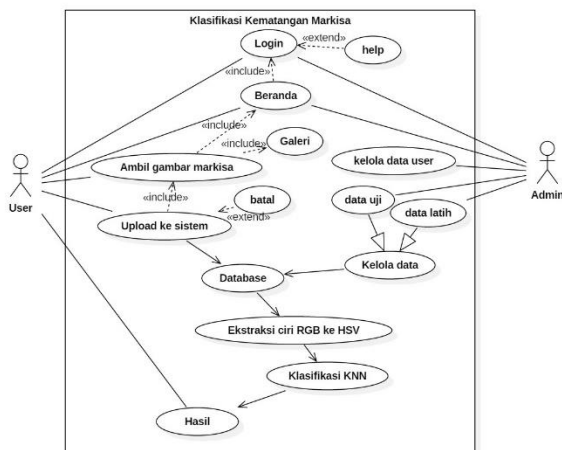 Klasifikasi Kematangan Markisa
Login
«extend»
help
«include»
Beranda
«include»
«include»
Galeri
Ambil gambar markisa
kelola data user
«include»
batal
«extend»
data uji
data latih
User
Admin
Upload ke sistem
Database
Kelola data
Ekstraksi ciri RGB ke HSV
Klasifikasi KNN
Hasil